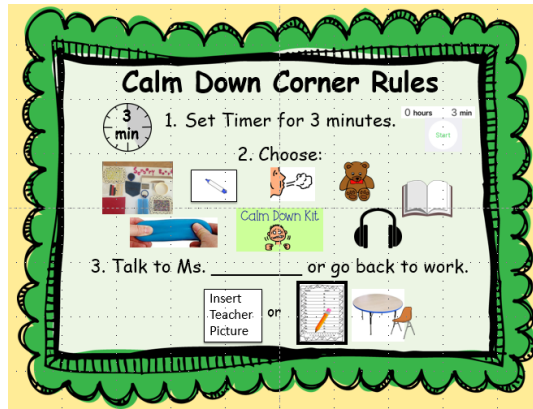 Calm Down Corner Rules
3
min
1. Set Timer for 3 minutes.
0 hours 3 min
Start
2. Choose:
Calm Down Kit
3. Talk to Ms. __________ or go back to work.
Insert
Teacher
Picture
or